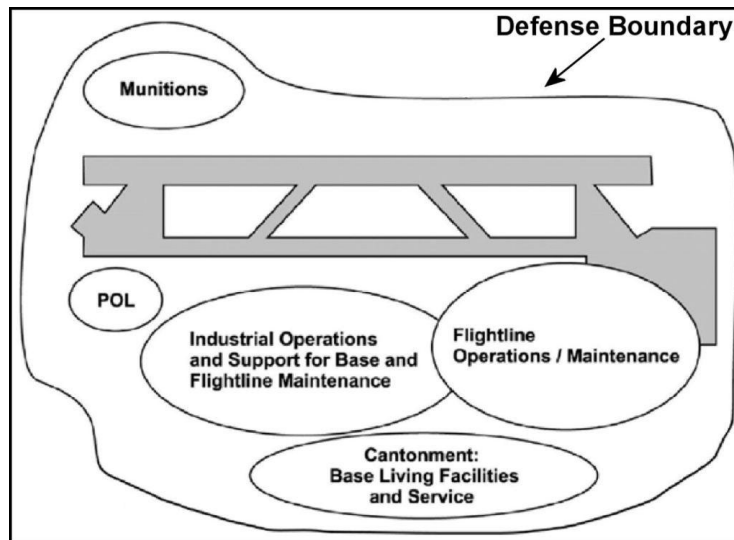 Defense Boundary
Munitions
POL
Industrial Operations
and Support for Base and
Flightline Maintenance
Flightline
Operations / Maintenance
Cantonment:
Base Living Facilities
and Service